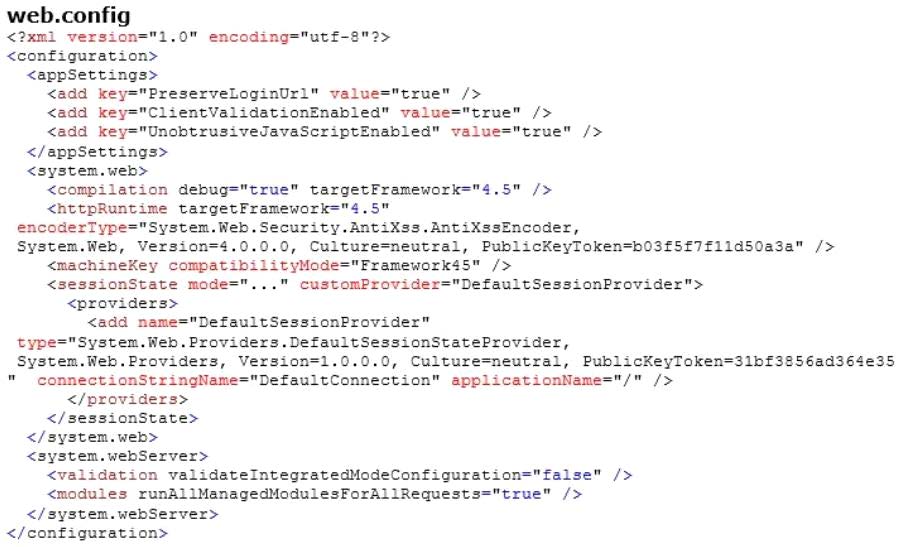 web.config
<?xml version="1.0" encoding="utf-8"?>
<configuration>
<appSettings>
<add key="PreserveLoginUrl" value="true" />
<add key="ClientValidationEnabled" value="true" />
<add key="UnobtrusiveJavaScriptEnabled" value="true" />
</appSettings>
<system.web>
<compilation debug="true" targetFramework="4.5" />
<httpRuntime targetFramework="4.5"
encoderType="System.Web.Security.AntiXss.AntiXssEncoder,
System.Web, Version=4.0.0.0, Culture=neutral, PublicKeyToken=b03f5f7f11d50a3a" />
<machineKey compatibilityMode="Framework45" />
<sessionState mode="..." customProvider="DefaultSessionProvider">
<providers>
<add name="DefaultSessionProvider"
type="System.Web.Providers.DefaultSessionStateProvider,
System.Web.Providers, Version=1.0.0.0, Culture=neutral, PublicKeyToken=31bf3856ad364e35
" connectionStringName="DefaultConnection" applicationName="/" />
</providers>
</sessionState>
</system.web>
<system.webServer>
<validation validateIntegratedModeConfiguration="false" />
<modules runAllManagedModulesForAllRequests="true" />
</system.webServer>
</configuration>